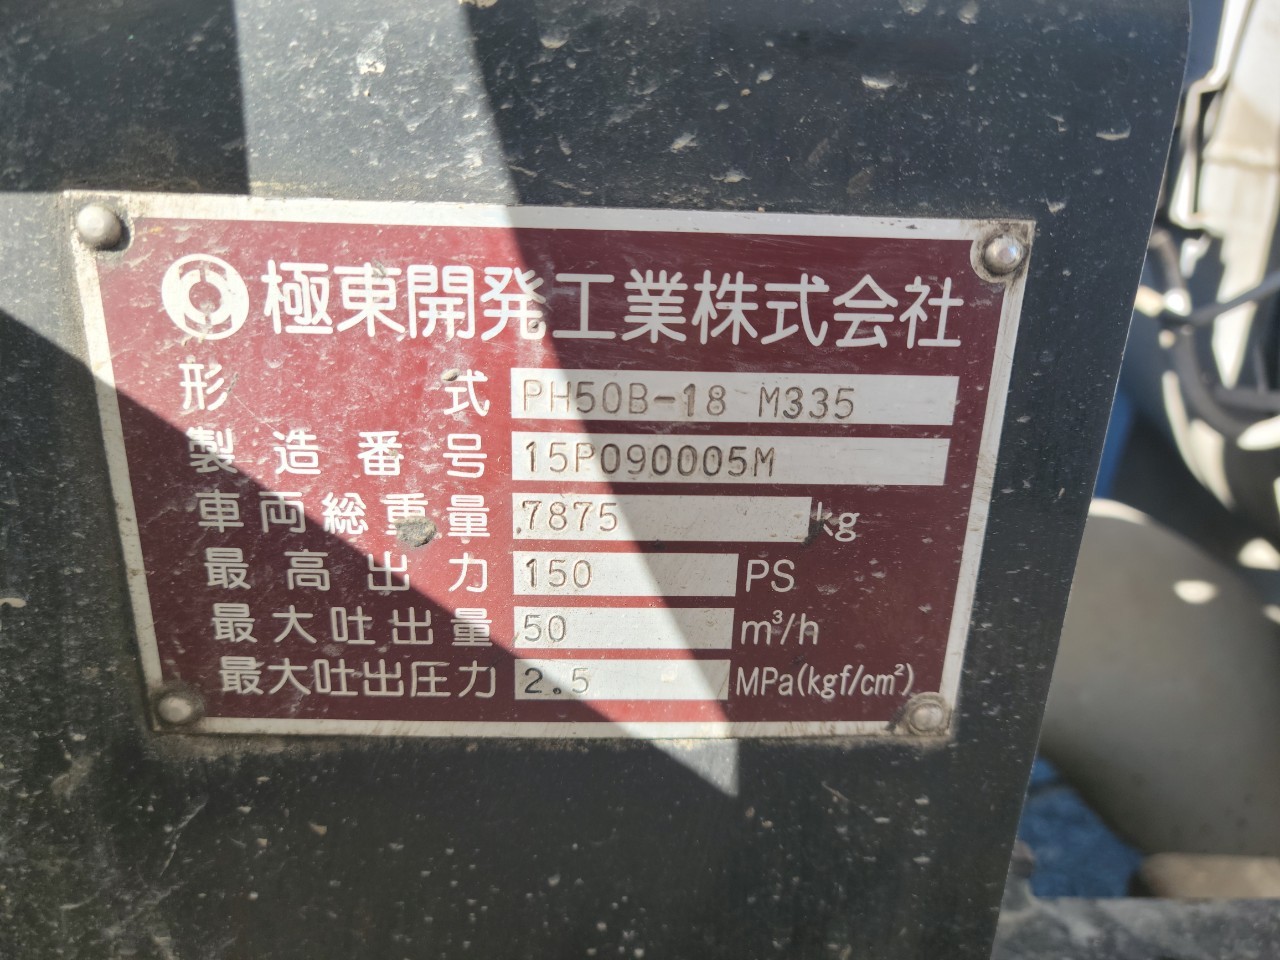 極東開発工業株式会社
形式 PH50B-18 M335
製造番号 15P090005M
車両総重量 7875 kg
最高出力 150 PS
最大吐出量 50 m³/h
最大吐出圧力 2.5 MPa(kgf/cm²)